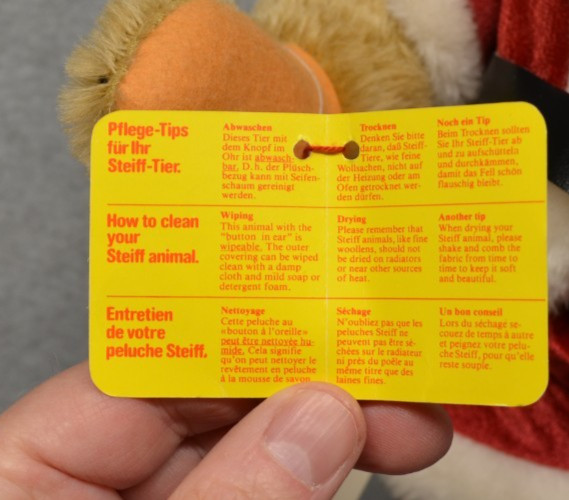 Pflege-Tips
für Ihr
Steiff-Tier.
Abwaschen
Dieses Tier mit
dem Knopf im
Ohr ist abwasch-
bar. D. h. der Plüsch-
bezug kann mit Seifen-
schaum gereinigt
werden.
Trocknen
Denken Sie bitte
daran, daß Steiff-
Tiere, wie feine
Wollsachen, nicht auf
der Heizung oder am
Ofen getrocknet wer-
den dürfen.
Noch ein Tip
Beim Trocknen sollten
Sie Ihr Steiff-Tier ab
und zu aufschütteln
und durchkämmen,
damit das Fell schön
flauschig bleibt.
How to clean
your
Steiff animal.
Wiping
This animal with the
"button in ear" is
wipeable. The outer
covering can be wiped
clean with a damp
cloth and mild soap or
detergent foam.
Drying
Please remember that
Steiff animals, like fine
woollens, should not
be dried on radiators
or near other sources
of heat.
Another tip
When drying your
Steiff animal, please
shake and comb the
fabric from time to
time to keep it soft
and beautiful.
Entretien
de votre
peluche Steiff.
Nettoyage
Cette peluche au
«bouton à l'oreille»
peut être nettoyée hu-
mide. Cela signifie
qu'on peut nettoyer le
revêtement en peluche
à la mousse de savon
Séchage
N'oubliez pas que les
peluches Steiff ne
peuvent pas être sé-
chées sur le radiateur
ni près du poêle au
même titre que des
laines fines.
Un bon conseil
Lors du séchage se-
couez de temps à autre
et peignez votre pelu-
che Steiff, pour qu'elle
reste souple.